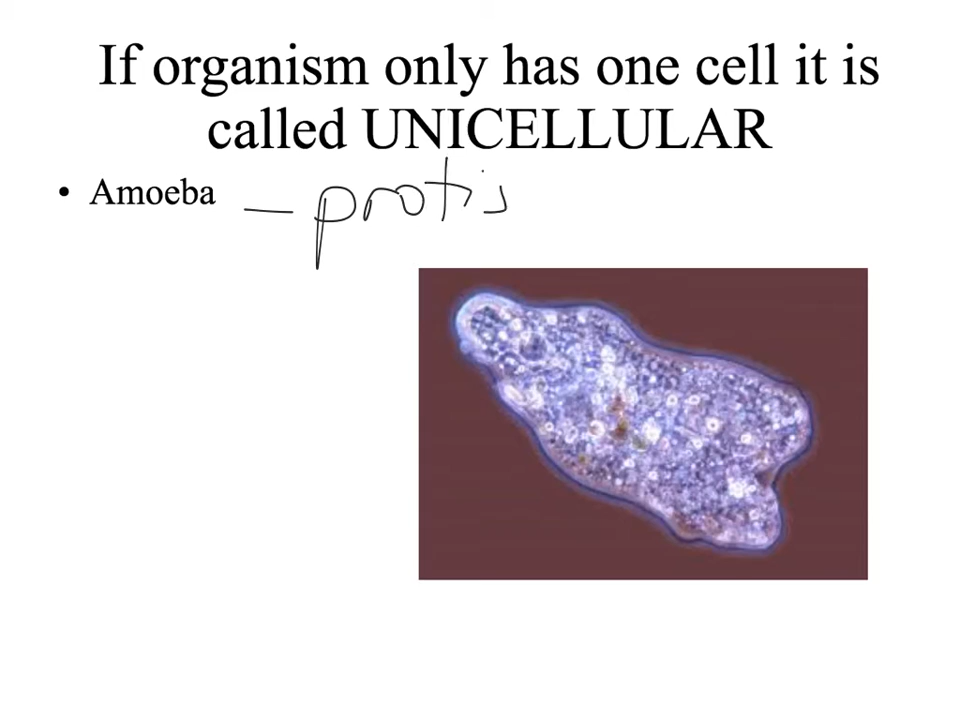 If organism only has one cell it is
called UNICELLULAR
• Amoeba – protis